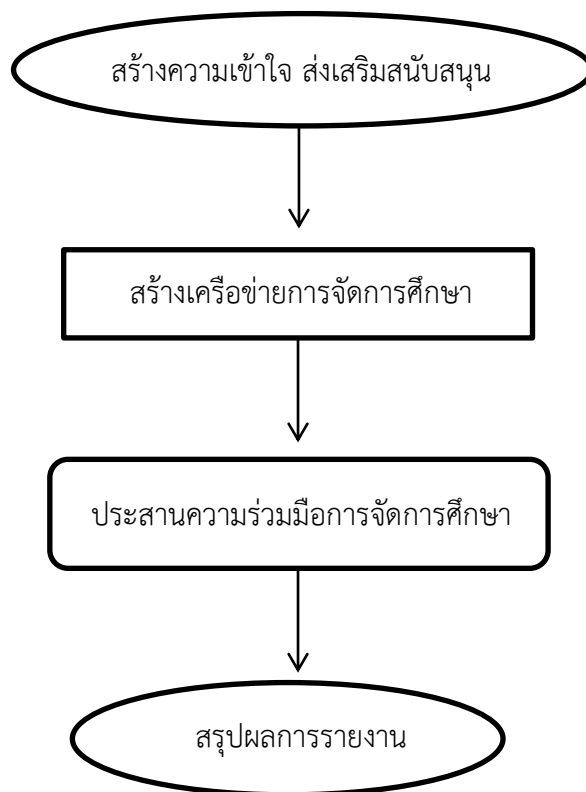 สร้างความเข้าใจ ส่งเสริมสนับสนุน
สร้างเครือข่ายการจัดการศึกษา
ประสานความร่วมมือการจัดการศึกษา
สรุปผลการรายงาน